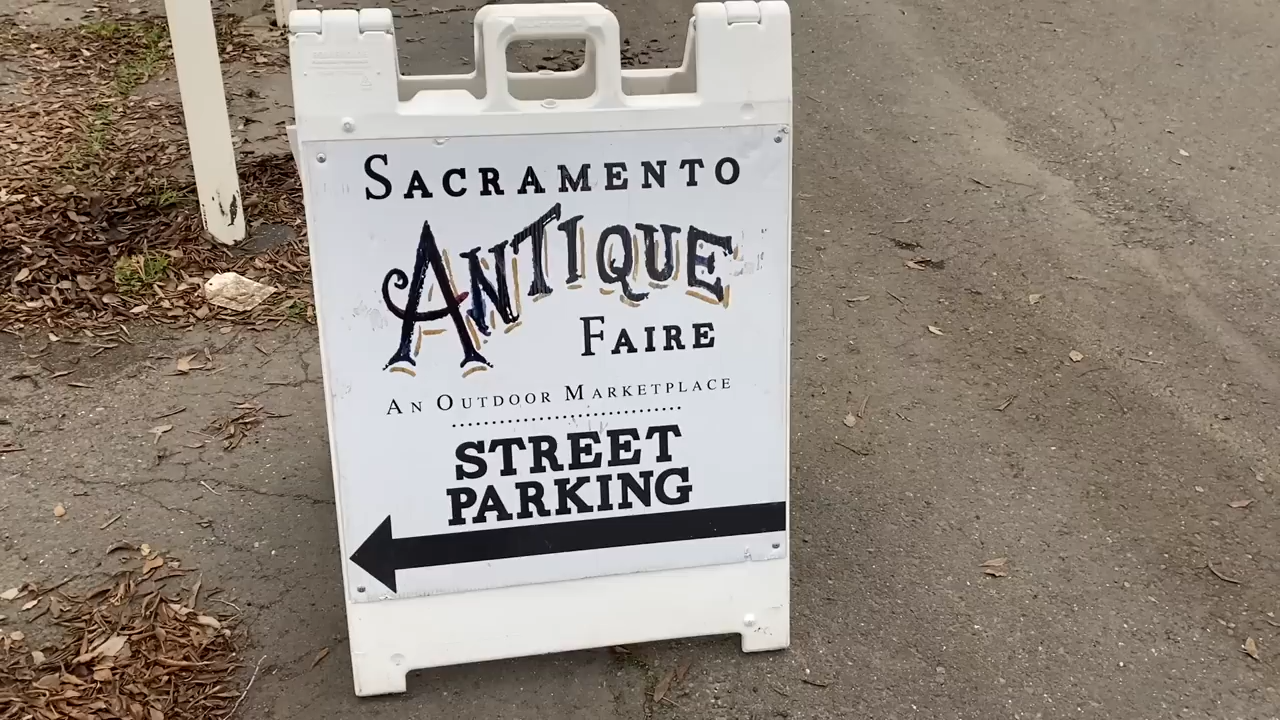 SACRAMENTO
ANTIQUE
FAIRE
AN OUTDOOR MARKETPLACE
STREET
PARKING